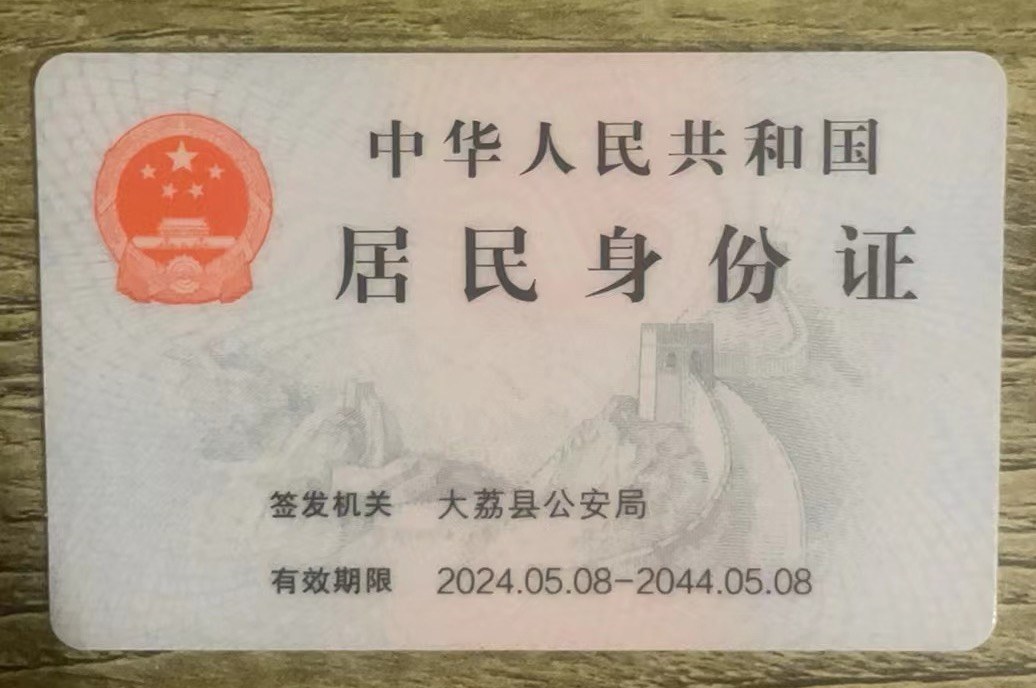 中华人民共和国
居民身份证
签发机关 大荔县公安局
有效期限 2024.05.08-2044.05.08